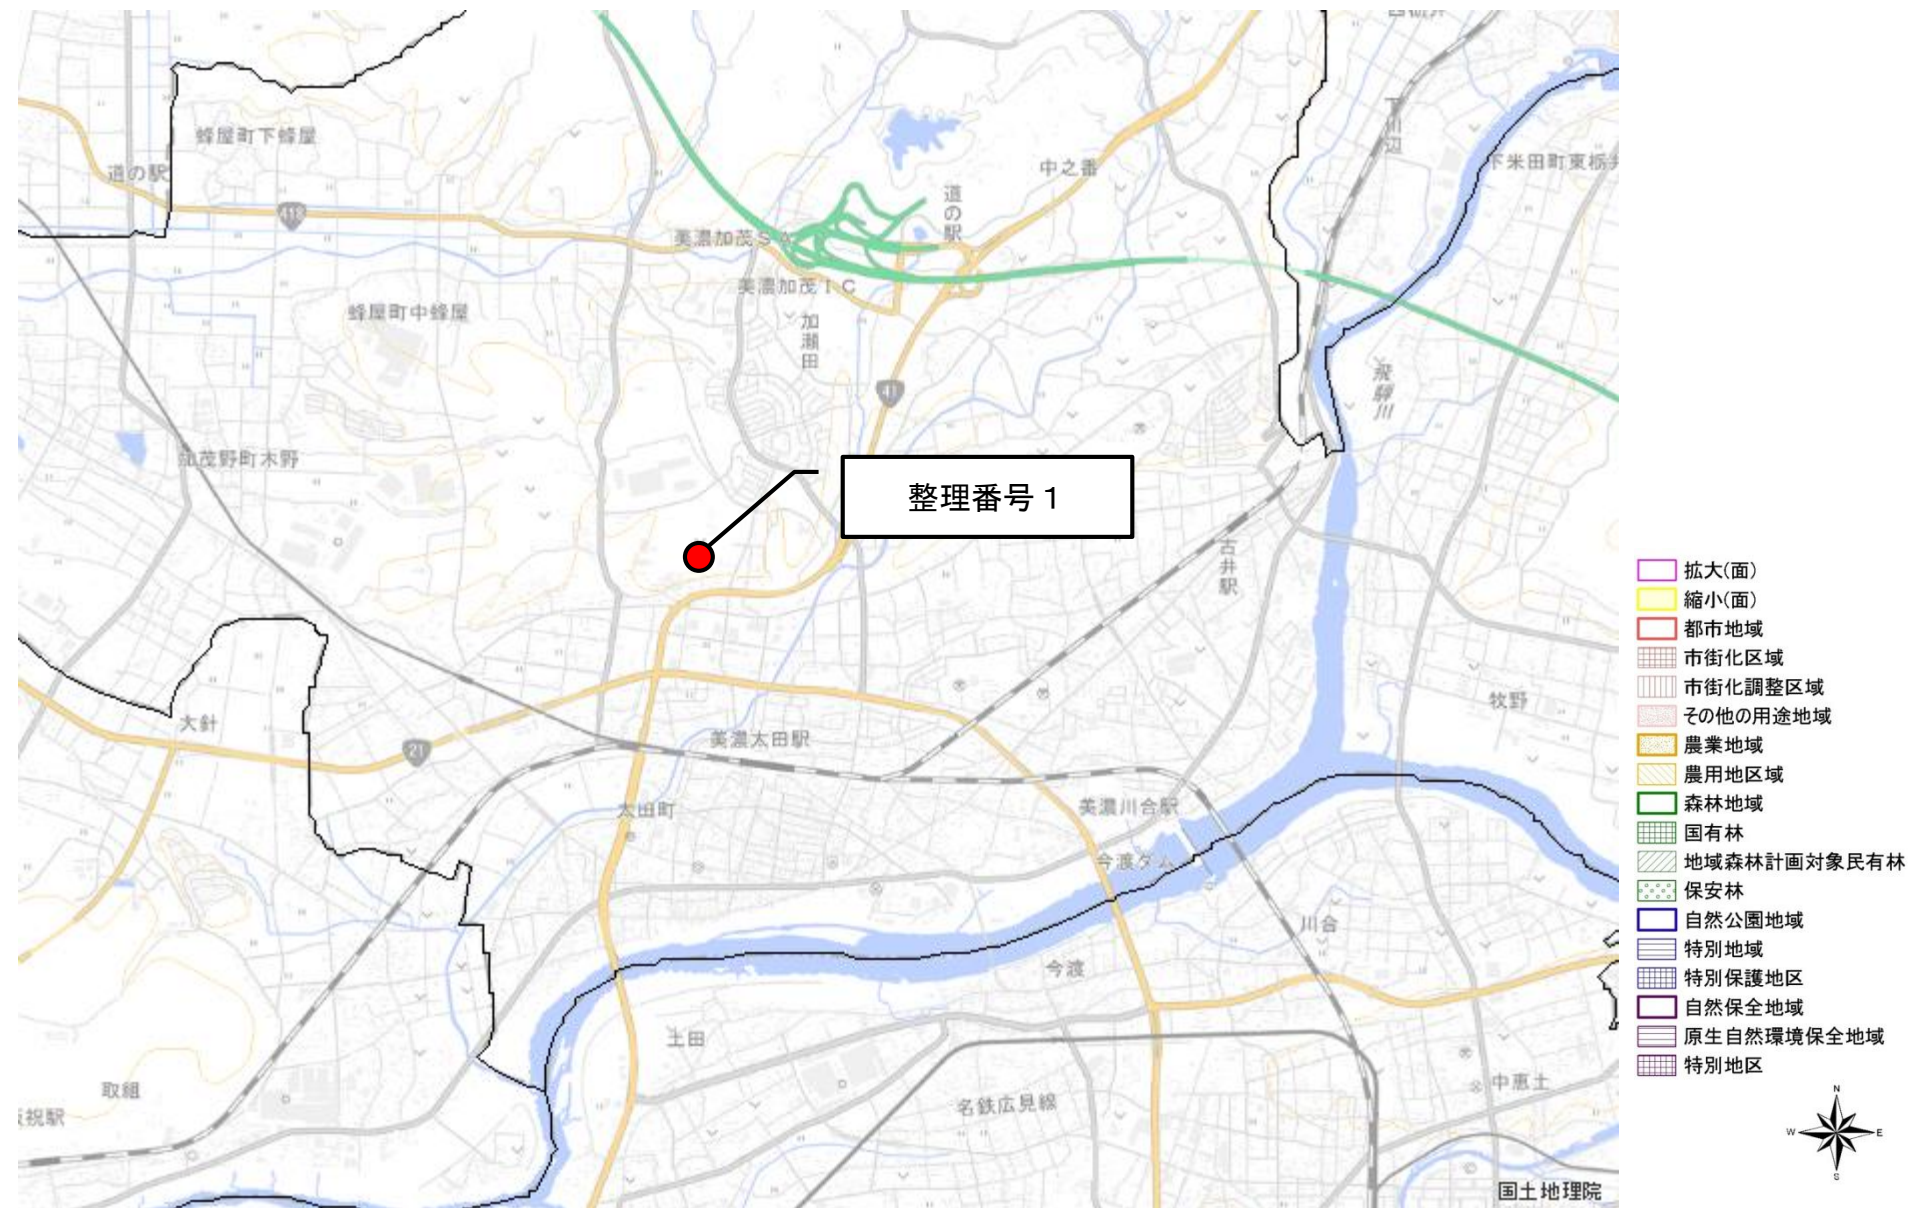 蜂屋町下蜂屋
道の駅
418
蜂屋町中蜂屋
美濃加茂ＳＡ
美濃加茂ＩＣ
道の駅
中之番
下川辺
加瀬田
41
飛騨川
加茂野町木野
整理番号１
古井駅
牧野
大針
21
美濃太田駅
太田町
美濃川合駅
今渡ダム
川合
今渡
土田
取組
名鉄広見線
中恵土
国土地理院
拡大(面)
縮小(面)
都市地域
市街化区域
市街化調整区域
その他の用途地域
農業地域
農用地区域
森林地域
国有林
地域森林計画対象民有林
保安林
自然公園地域
特別地域
特別保護地区
自然保全地域
原生自然環境保全地域
特別地区
N
W
E
S